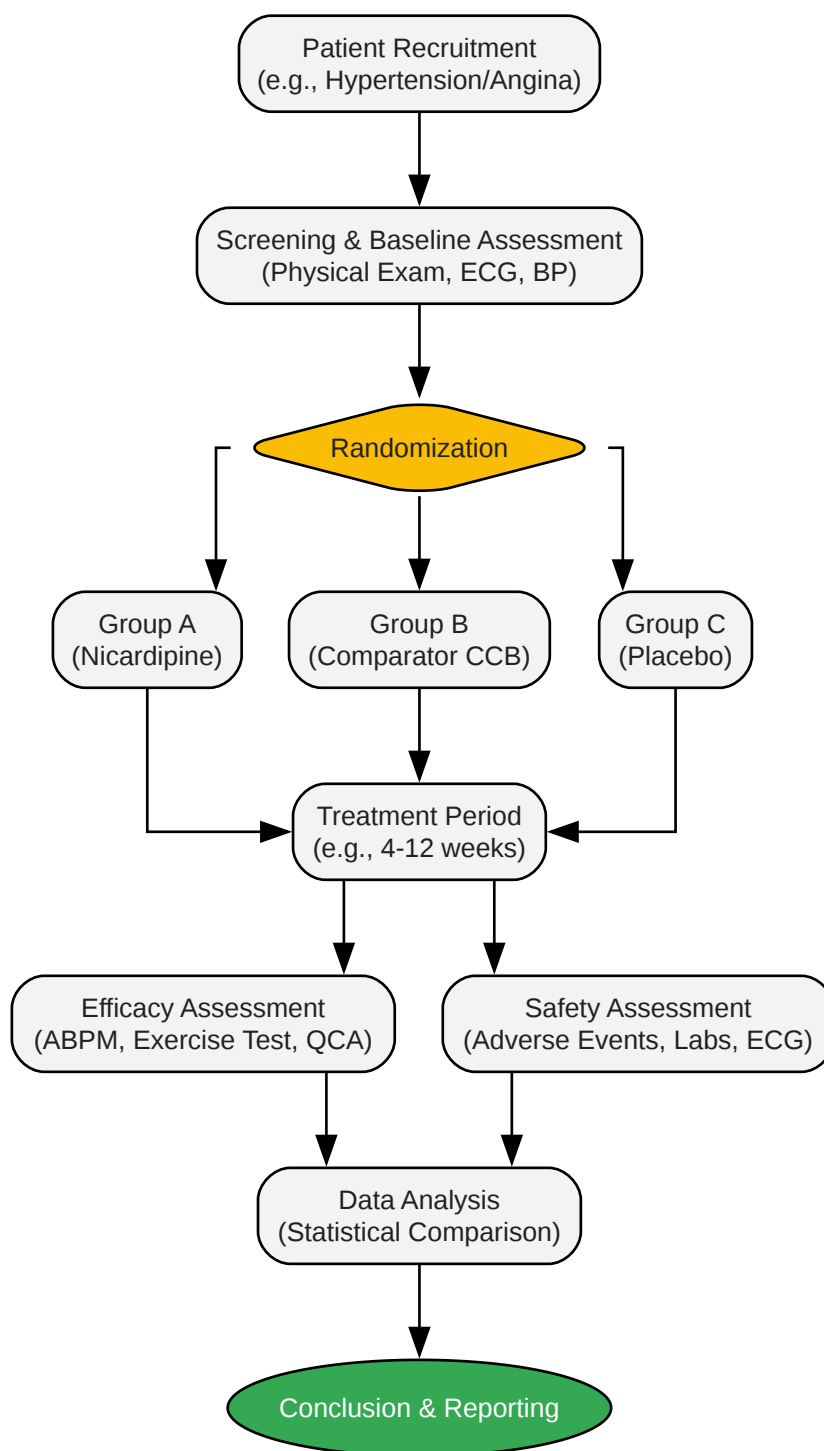 Patient Recruitment
(e.g., Hypertension/Angina)
Screening & Baseline Assessment
(Physical Exam, ECG, BP)
Randomization
Group A
(Nicardipine)
Group B
(Comparator CCB)
Group C
(Placebo)
Treatment Period
(e.g., 4-12 weeks)
Efficacy Assessment
(ABPM, Exercise Test, QCA)
Safety Assessment
(Adverse Events, Labs, ECG)
Data Analysis
(Statistical Comparison)
Conclusion & Reporting